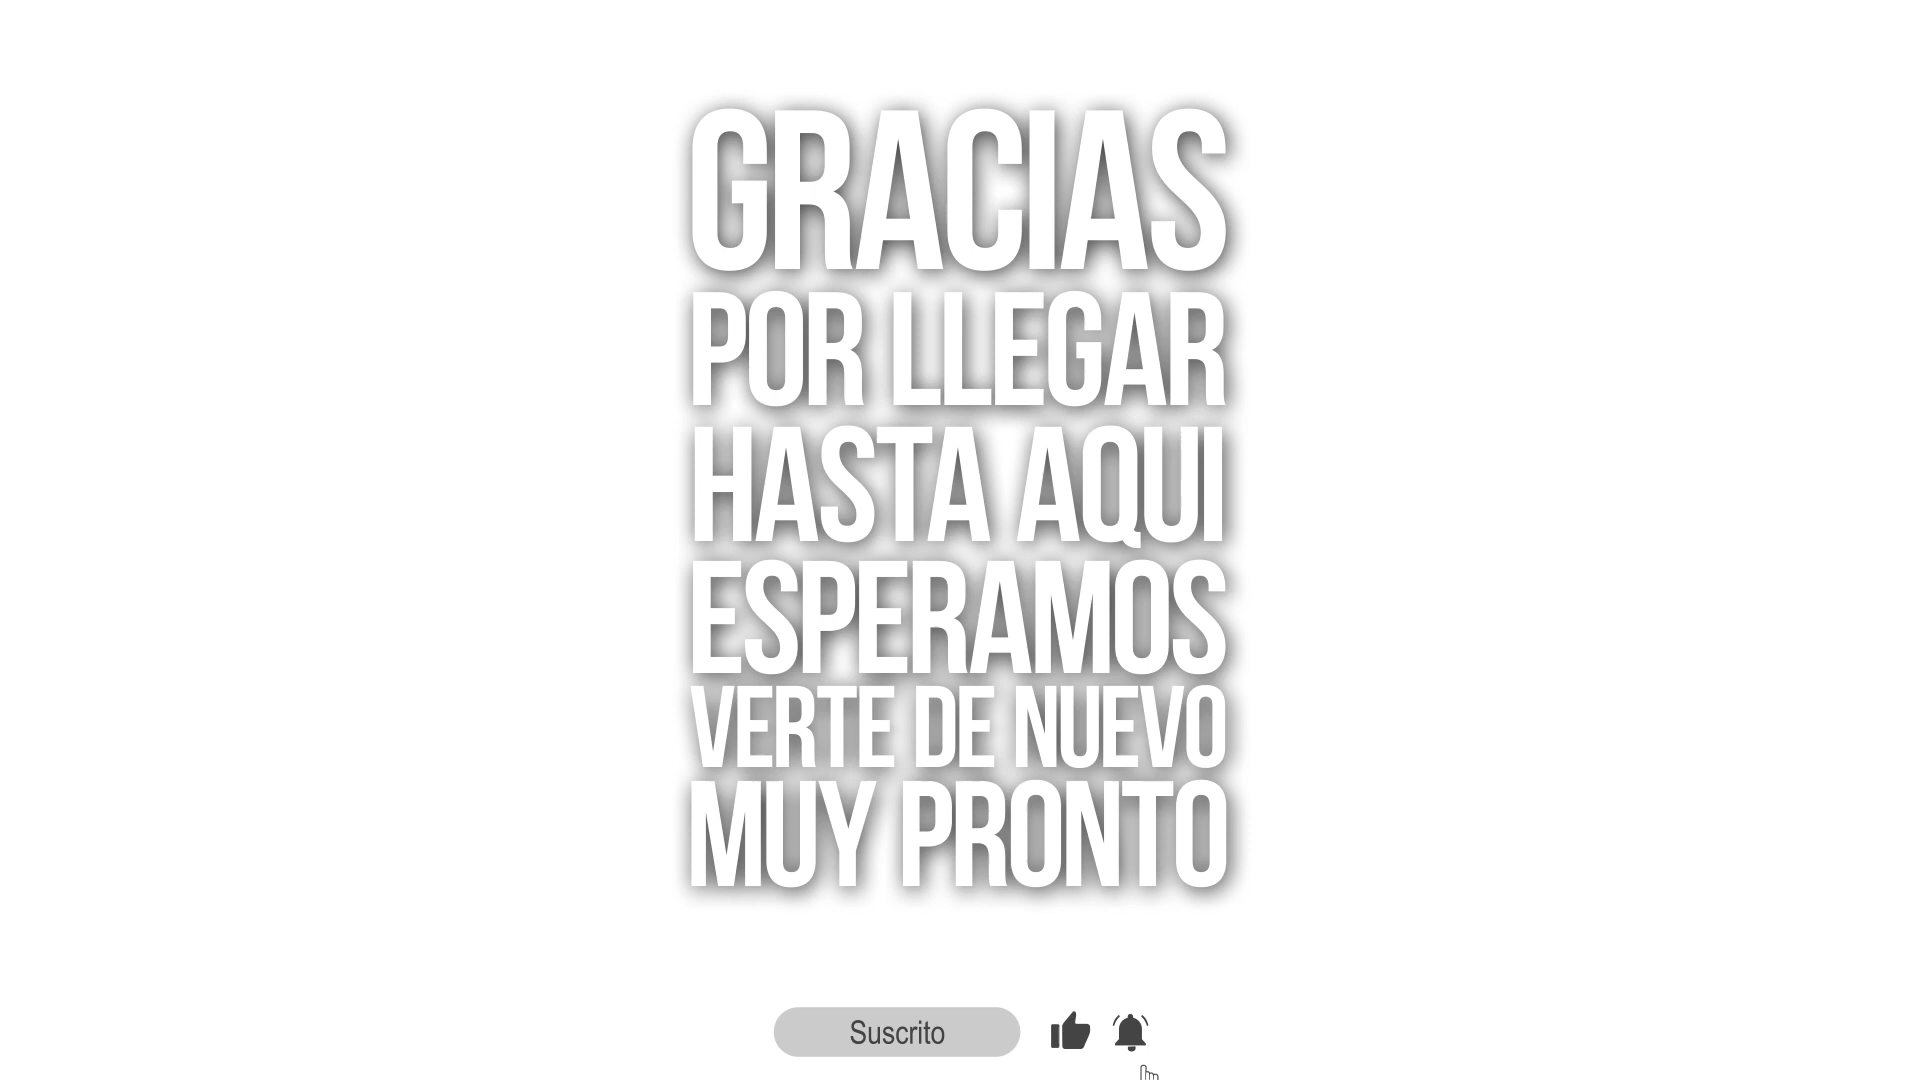 GRACIAS
POR LLEGAR
HASTA AQUI
ESPERAMOS
VERTE DE NUEVO
MUY PRONTO
Suscrito